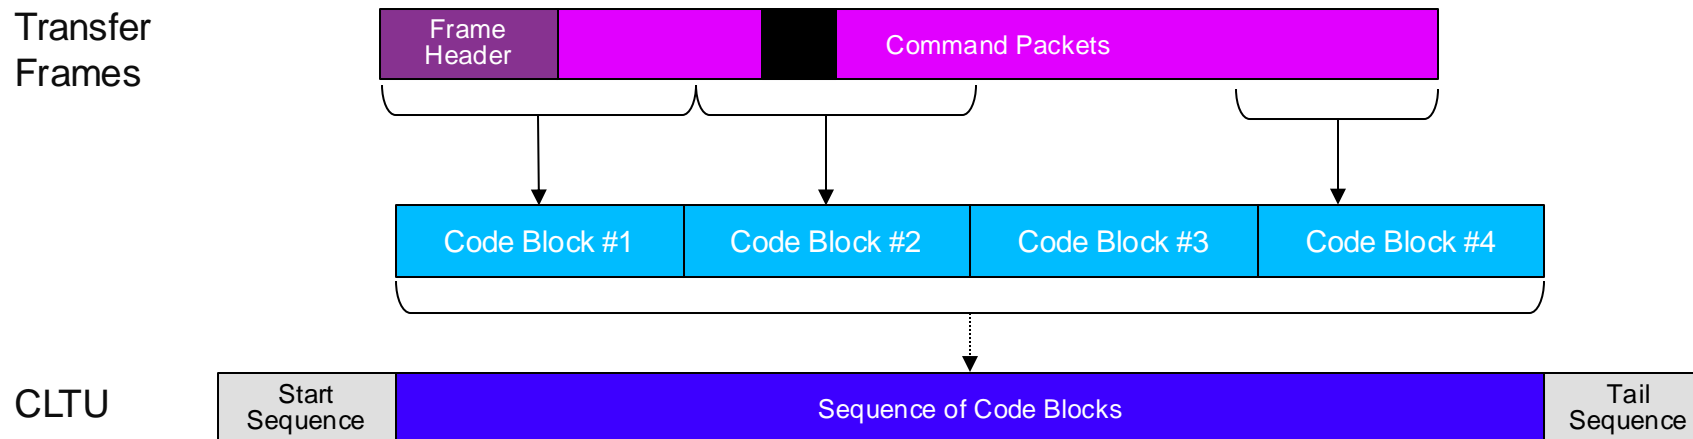 Transfer
Frames
Frame
Header
Command Packets
Code Block #1
Code Block #2
Code Block #3
Code Block #4
CLTU
Start
Sequence
Sequence of Code Blocks
Tail
Sequence